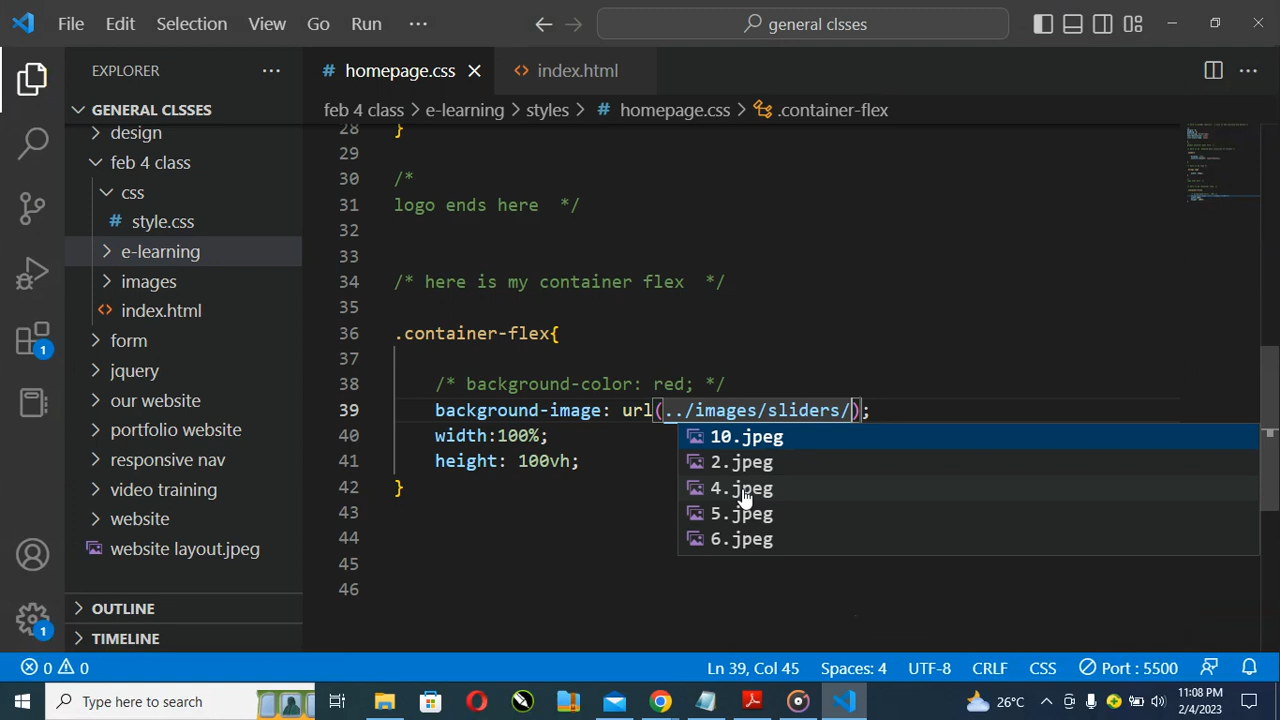 File Edit Selection View Go Run ··· general clsses
EXPLORER ···
GENERAL CLSSES
design
feb 4 class
css
# style.css
e-learning
images
<> index.html
form
jquery
our website
portfolio website
responsive nav
video training
website
website layout.jpeg
OUTLINE
TIMELINE
1
1
# homepage.css <> index.html ···
feb 4 class > e-learning > styles > # homepage.css > .container-flex
28 }
29
30 /*
31 logo ends here */
32
33
34 /* here is my container flex */
35
36 .container-flex{
37
38 /* background-color: red; */
39 background-image: url(../images/sliders/);
40 width:100%;
41 height: 100vh;
42 }
43
44
45
46
10.jpeg
2.jpeg
4.jpeg
5.jpeg
6.jpeg
0 0 Ln 39, Col 45 Spaces: 4 UTF-8 CRLF CSS Port : 5500
Type here to search 26°C 11:08 PM
2/4/2023